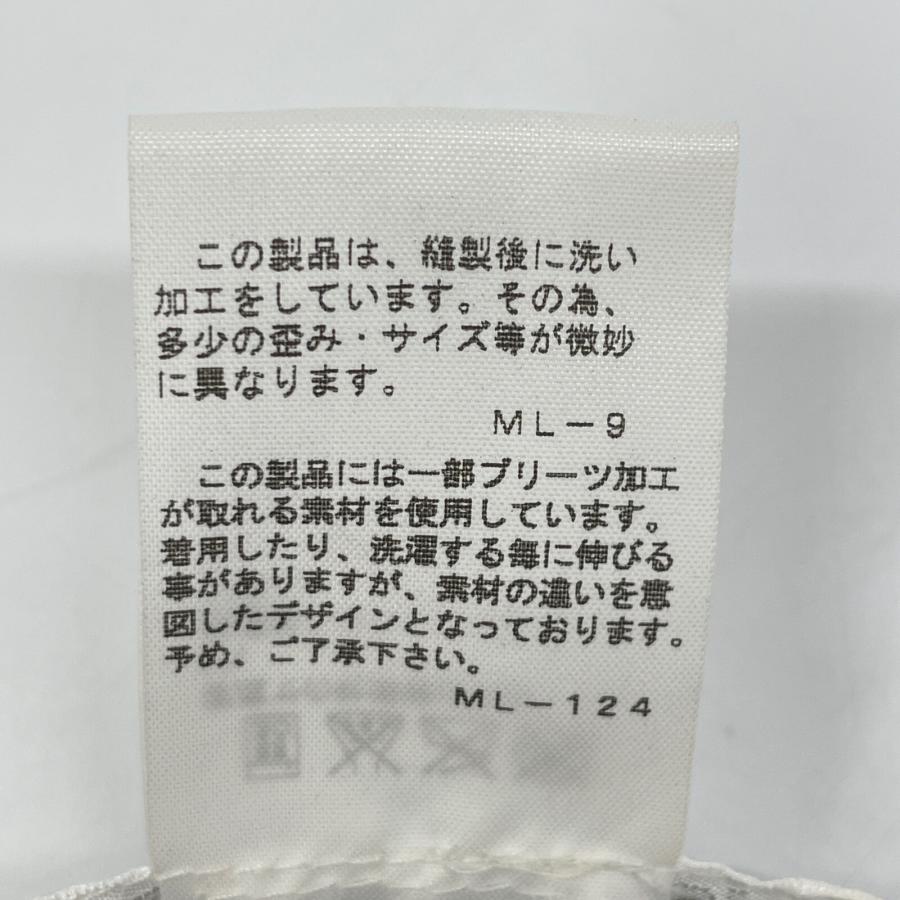 この製品は、縫製後に洗い
加工をしています。その為、
多少の歪み・サイズ等が微妙
に異なります。
ML－9
この製品には一部プリーツ加工
が取れる素材を使用しています。
着用したり、洗濯する毎に伸びる
事がありますが、素材の違いを意
図したデザインとなっております。
予め、ご了承下さい。
ML－124